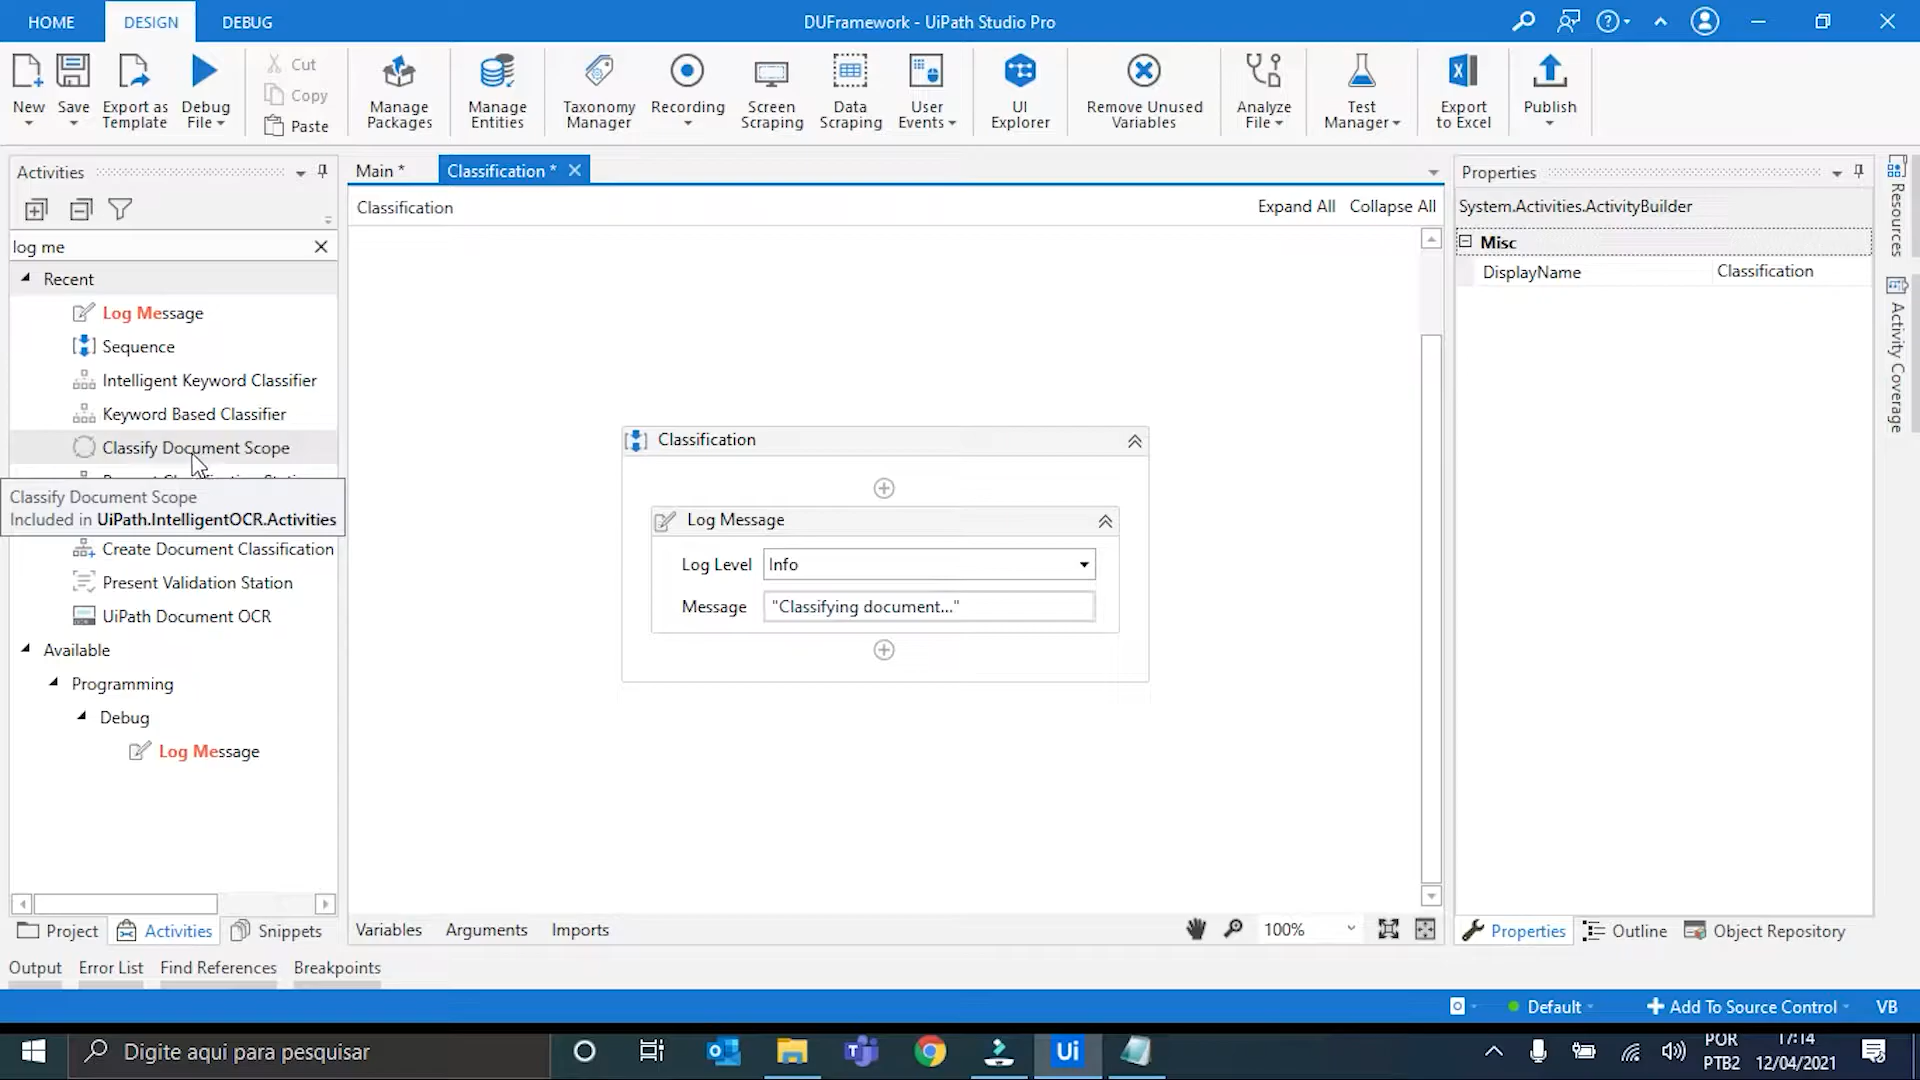 HOME DESIGN DEBUG DUFramework - UiPath Studio Pro
New Save Export as Template Debug File Cut Copy Paste Manage Packages Manage Entities Taxonomy Manager Recording Screen Scraping Data Scraping User Events UI Explorer Remove Unused Variables Analyze File Test Manager Export to Excel Publish
Activities
Main * Classification *
Properties
Classification Expand All Collapse All
System.Activities.ActivityBuilder
log me
Misc
DisplayName Classification
Recent
Log Message
Sequence
Intelligent Keyword Classifier
Keyword Based Classifier
Classify Document Scope
Classify Document Scope
Included in UiPath.IntelligentOCR.Activities
Create Document Classification
Present Validation Station
UiPath Document OCR
Available
Programming
Debug
Log Message
Classification
Log Message
Log Level Info
Message "Classifying document..."
Resources
Activity Coverage
Project Activities Snippets
Variables Arguments Imports 100%
Properties Outline Object Repository
Output Error List Find References Breakpoints
Default Add To Source Control VB
Digite aqui para pesquisar
Ui
POR
PTB2
17:14
12/04/2021